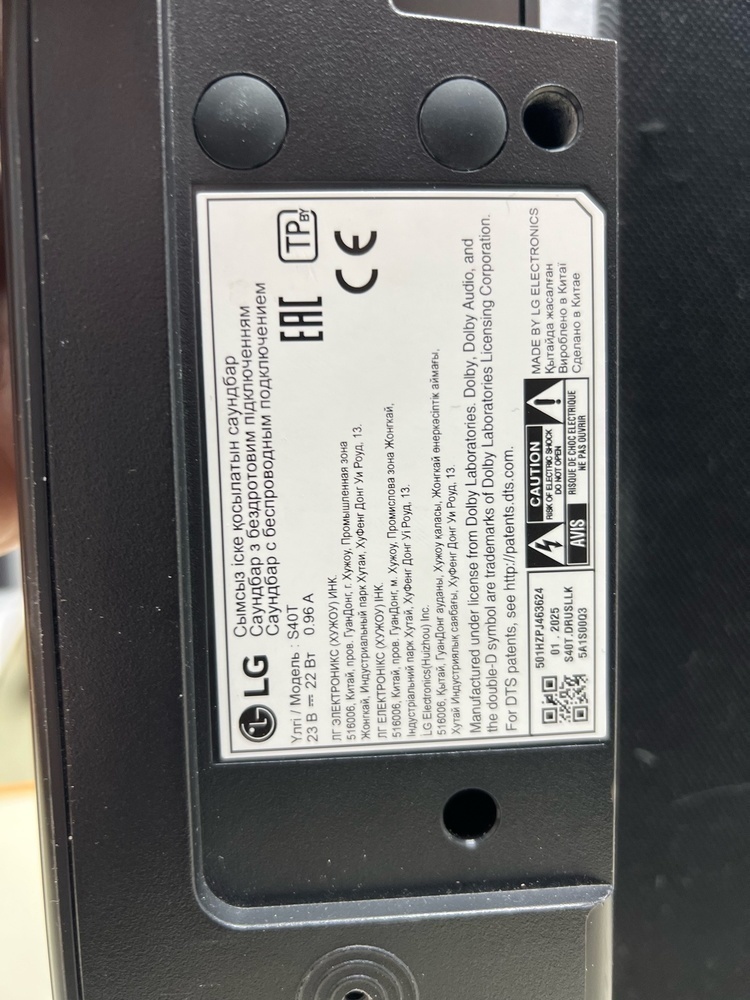 LG
Сымсыз іске қосылатын саундбар
Саундбар з бездротовим підключенням
Саундбар с беспроводным подключением
Үлгі / Модель : S40T
23 В ⎓ 22 Вт 0.96 А
EAC
TP BY
CE
ЛГ ЭЛЕКТРОНИКС (ХУЖОУ) ИНК.
516006, Китай, пров. ГуанДонг, г. Хужоу, Промышленная зона
Жонгкай, Индустриальный парк Хутаи, ХуФенг Донг Уи Роуд, 13.
ЛГ ЕЛЕКТРОНІКС (ХУЖОУ) ІНК.
516006, Китай, пров. ГуанДонг, м. Хужоу, Промислова зона Жонгкай,
Індустріальний парк Хутай, ХуФенг Донг Уі Роуд, 13.
LG Electronics(Huizhou) Inc.
516006, Қытай, ГуанДонг ауданы, Хужоу қаласы, Жонгкай өнеркәсіптік аймағы,
Хутай Индустриялық саябағы, ХуФенг Донг Уи Роуд, 13.
Manufactured under license from Dolby Laboratories. Dolby, Dolby Audio, and
the double-D symbol are trademarks of Dolby Laboratories Licensing Corporation.
For DTS patents, see http://patents.dts.com.
501HZPJ463624
01 . 2025
S40T.DRUSLLK
5A1S00Q3
CAUTION
RISK OF ELECTRIC SHOCK
DO NOT OPEN
AVIS
RISQUE DE CHOC ELECTRIQUE
NE PAS OUVRIR
MADE BY LG ELECTRONICS
Қытайда жасалған
Вироблено в Китаї
Сделано в Китае